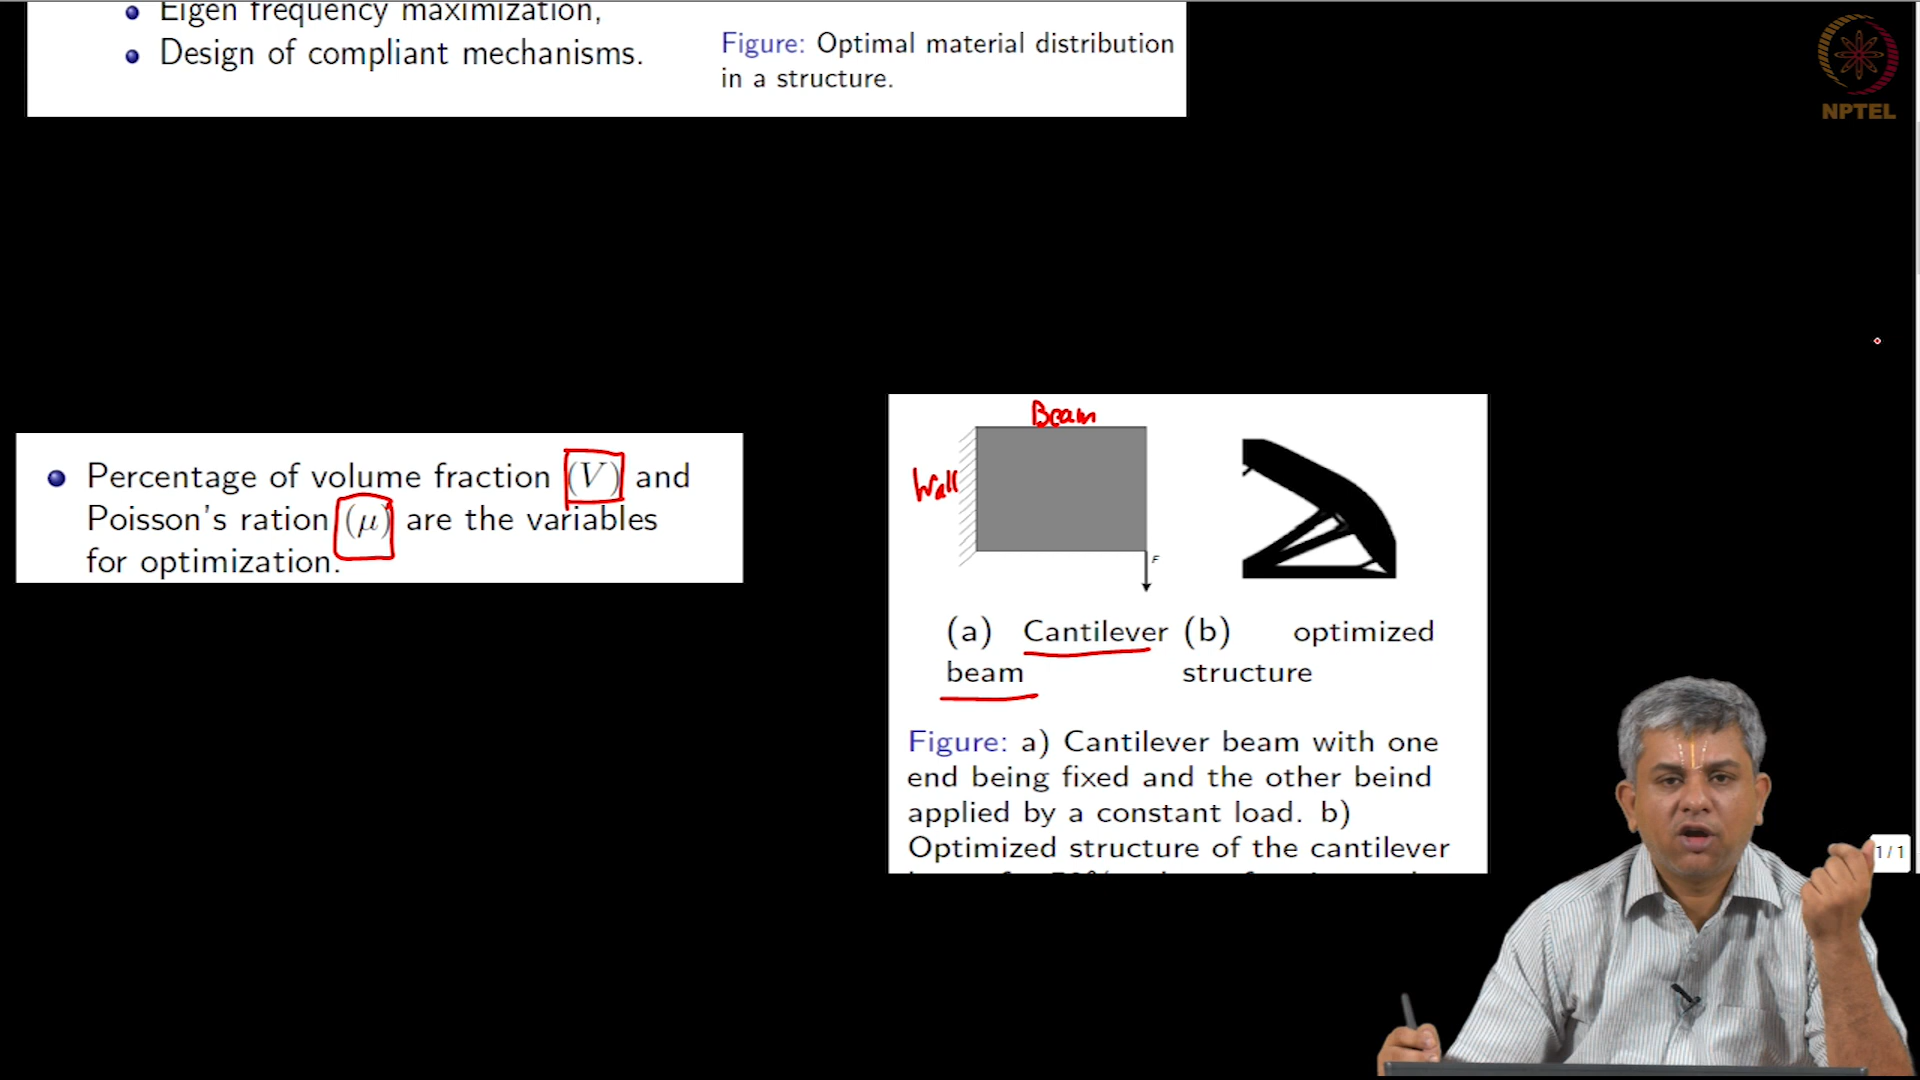 Eigen frequency maximization,
Design of compliant mechanisms.
Figure: Optimal material distribution
in a structure.
NPTEL
Percentage of volume fraction (V) and
Poisson's ration (μ) are the variables
for optimization.
Beam
Wall
F
(a) Cantilever
beam
(b) optimized
structure
Figure: a) Cantilever beam with one
end being fixed and the other beind
applied by a constant load. b)
Optimized structure of the cantilever
1 / 1